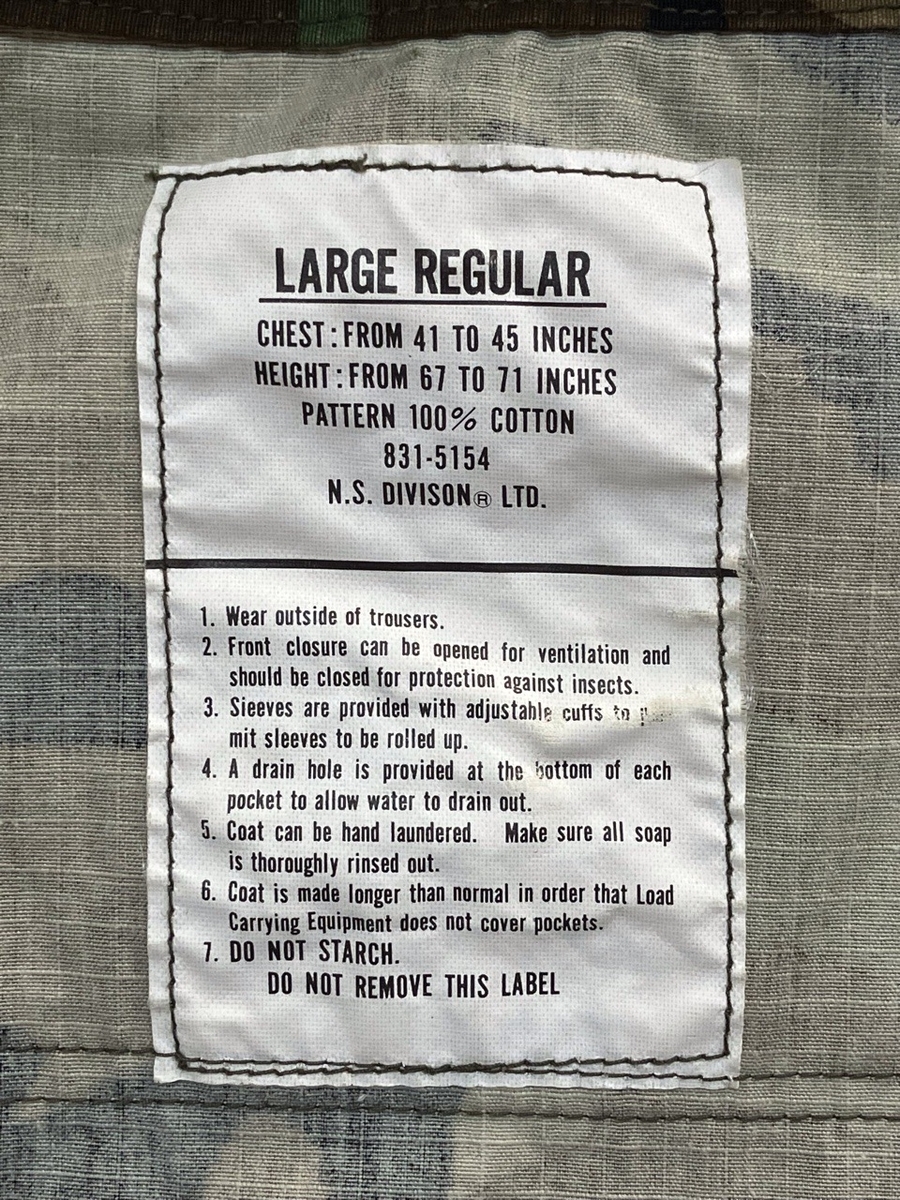 LARGE REGULAR
CHEST : FROM 41 TO 45 INCHES
HEIGHT : FROM 67 TO 71 INCHES
PATTERN 100% COTTON
831-5154
N.S. DIVISON® LTD.
1. Wear outside of trousers.
2. Front closure can be opened for ventilation and
should be closed for protection against insects.
3. Sieeves are provided with adjustable cuffs to
mit sleeves to be rolled up.
4. A drain hole is provided at the bottom of each
pocket to allow water to drain out.
5. Coat can be hand laundered. Make sure all soap
is thoroughly rinsed out.
6. Coat is made longer than normal in order that Load
Carrying Equipment does not cover pockets.
7. DO NOT STARCH.
DO NOT REMOVE THIS LABEL